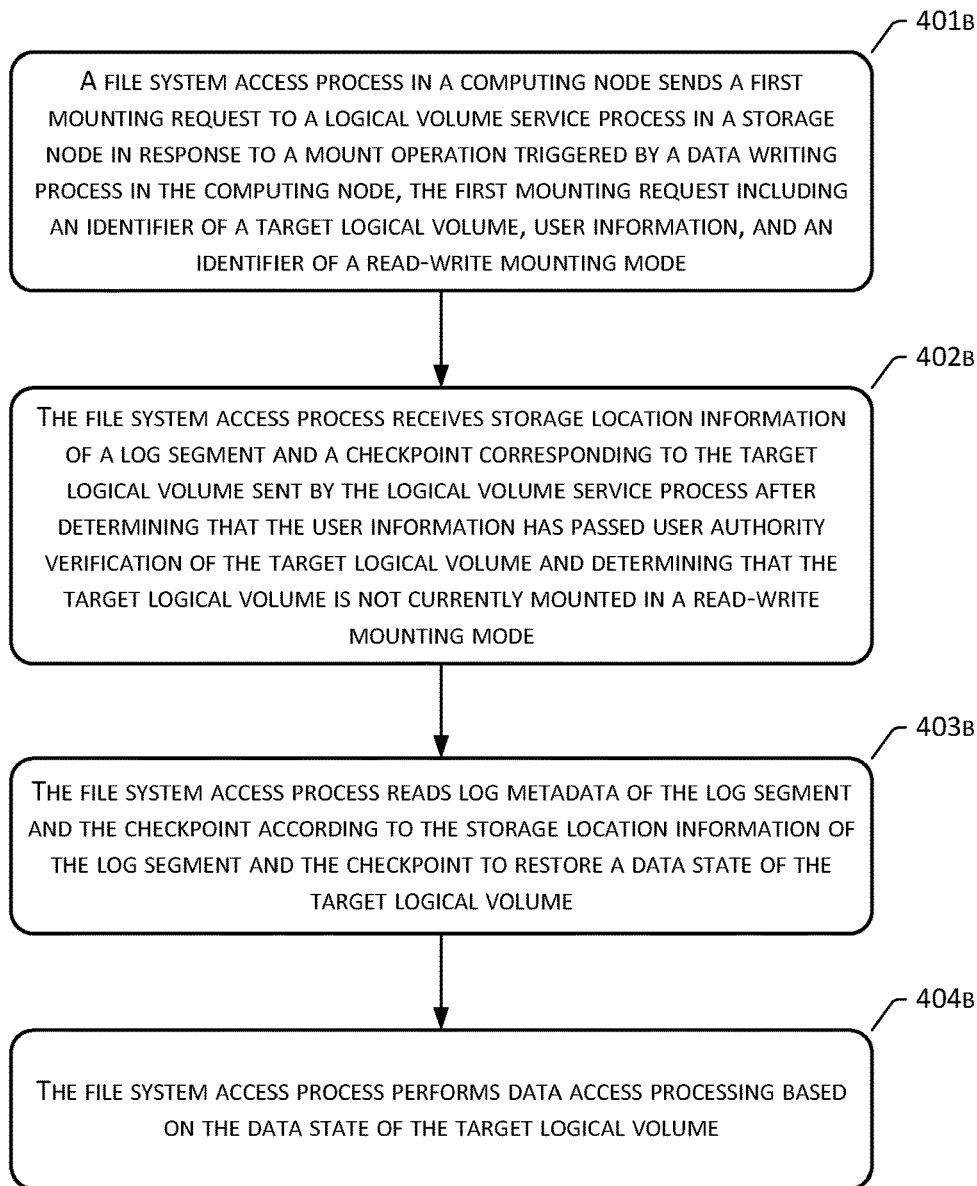 401B
A FILE SYSTEM ACCESS PROCESS IN A COMPUTING NODE SENDS A FIRST
MOUNTING REQUEST TO A LOGICAL VOLUME SERVICE PROCESS IN A STORAGE
NODE IN RESPONSE TO A MOUNT OPERATION TRIGGERED BY A DATA WRITING
PROCESS IN THE COMPUTING NODE, THE FIRST MOUNTING REQUEST INCLUDING
AN IDENTIFIER OF A TARGET LOGICAL VOLUME, USER INFORMATION, AND AN
IDENTIFIER OF A READ-WRITE MOUNTING MODE
402B
THE FILE SYSTEM ACCESS PROCESS RECEIVES STORAGE LOCATION INFORMATION
OF A LOG SEGMENT AND A CHECKPOINT CORRESPONDING TO THE TARGET
LOGICAL VOLUME SENT BY THE LOGICAL VOLUME SERVICE PROCESS AFTER
DETERMINING THAT THE USER INFORMATION HAS PASSED USER AUTHORITY
VERIFICATION OF THE TARGET LOGICAL VOLUME AND DETERMINING THAT THE
TARGET LOGICAL VOLUME IS NOT CURRENTLY MOUNTED IN A READ-WRITE
MOUNTING MODE
403B
THE FILE SYSTEM ACCESS PROCESS READS LOG METADATA OF THE LOG SEGMENT
AND THE CHECKPOINT ACCORDING TO THE STORAGE LOCATION INFORMATION OF
THE LOG SEGMENT AND THE CHECKPOINT TO RESTORE A DATA STATE OF THE
TARGET LOGICAL VOLUME
404B
THE FILE SYSTEM ACCESS PROCESS PERFORMS DATA ACCESS PROCESSING BASED
ON THE DATA STATE OF THE TARGET LOGICAL VOLUME